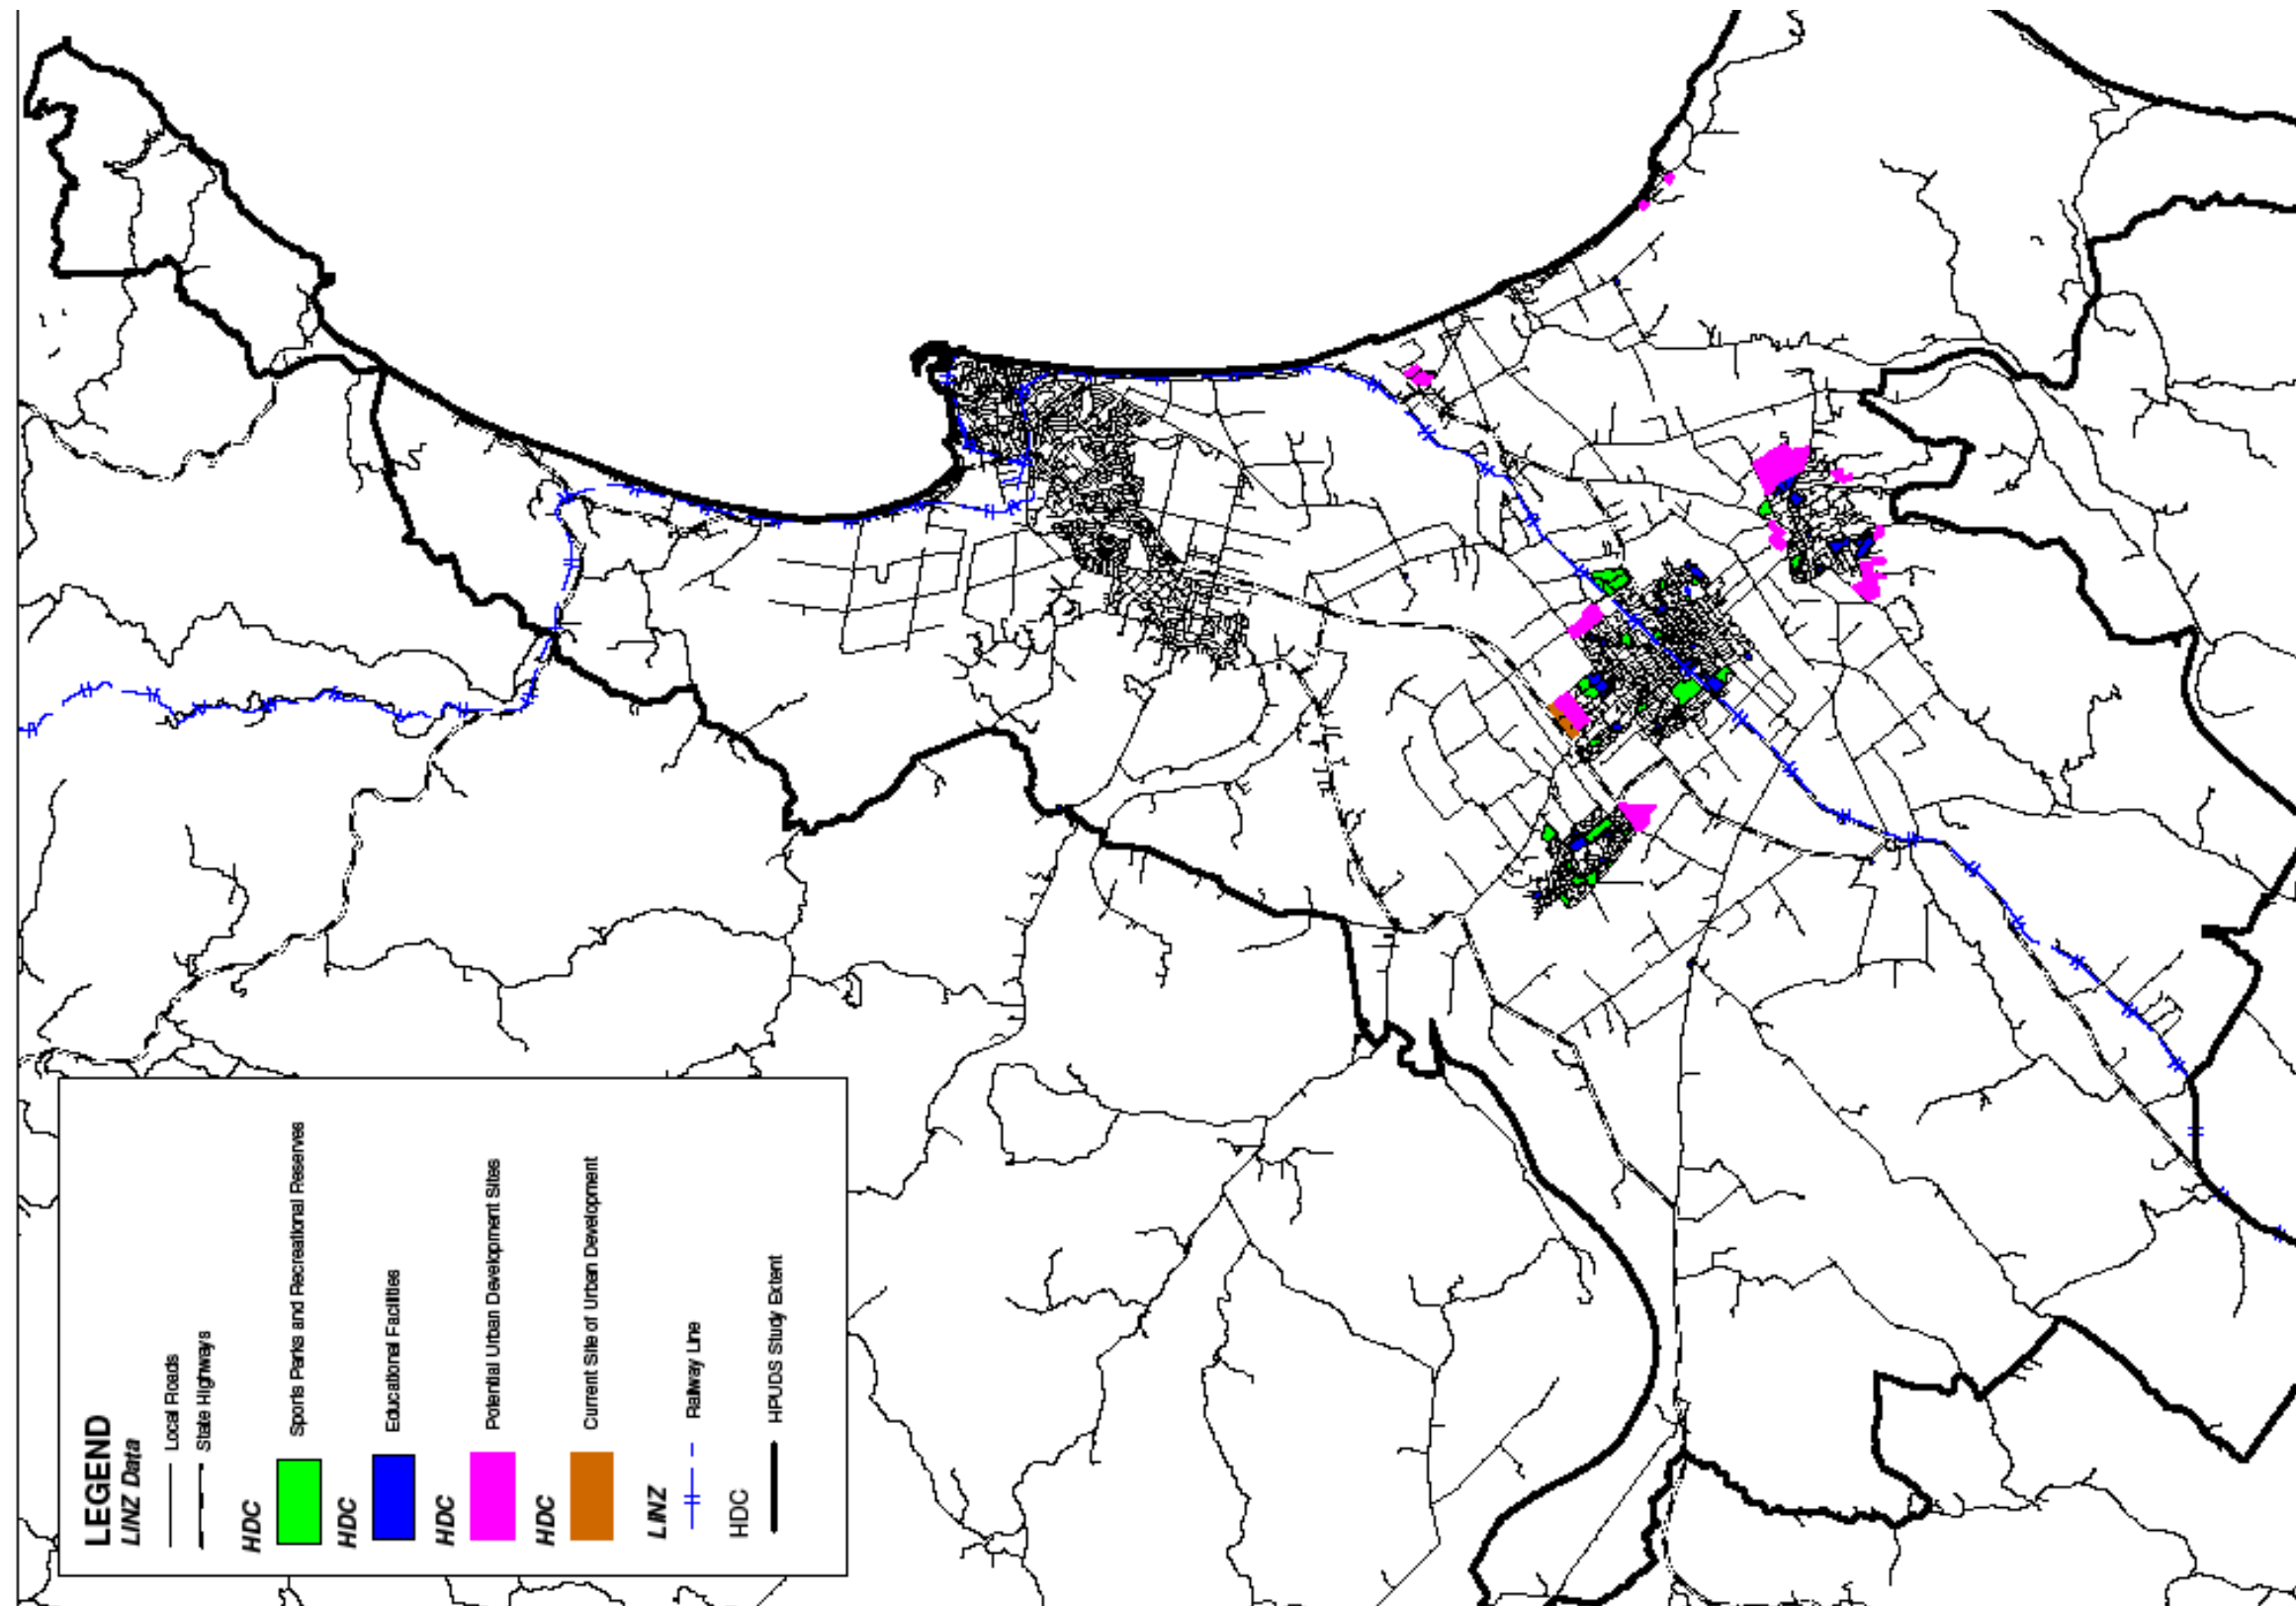 LEGEND
LINZ Data
Local Roads
State Highways
HDC
Sports Parks and Recreational Reserves
HDC
Educational Facilities
HDC
Potential Urban Development Sites
HDC
Current Site of Urban Development
LINZ
Railway Line
HDC
HPUDS Study Extent